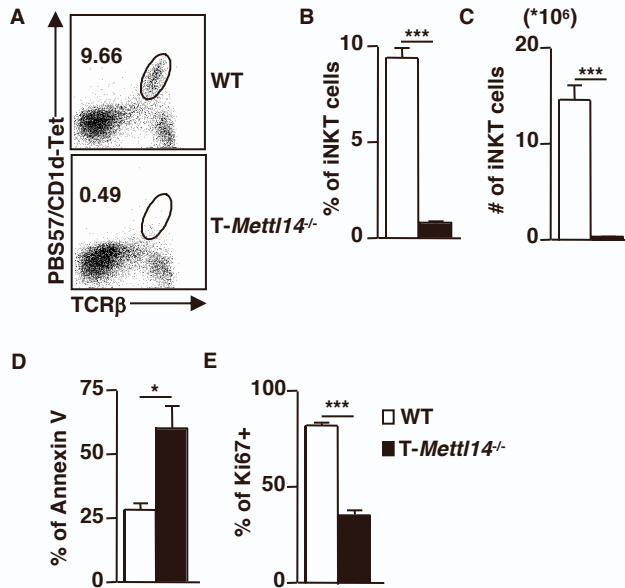 A
PBS57/CD1d-Tet
9.66
WT
0.49
T-Mettl14-/-
TCRβ
B
% of iNKT cells
10
5
0
***
C
(*10⁶)
# of iNKT cells
20
10
0
***
D
% of Annexin V
75
50
25
0
*
E
% of Ki67+
100
50
0
***
WT
T-Mettl14-/-